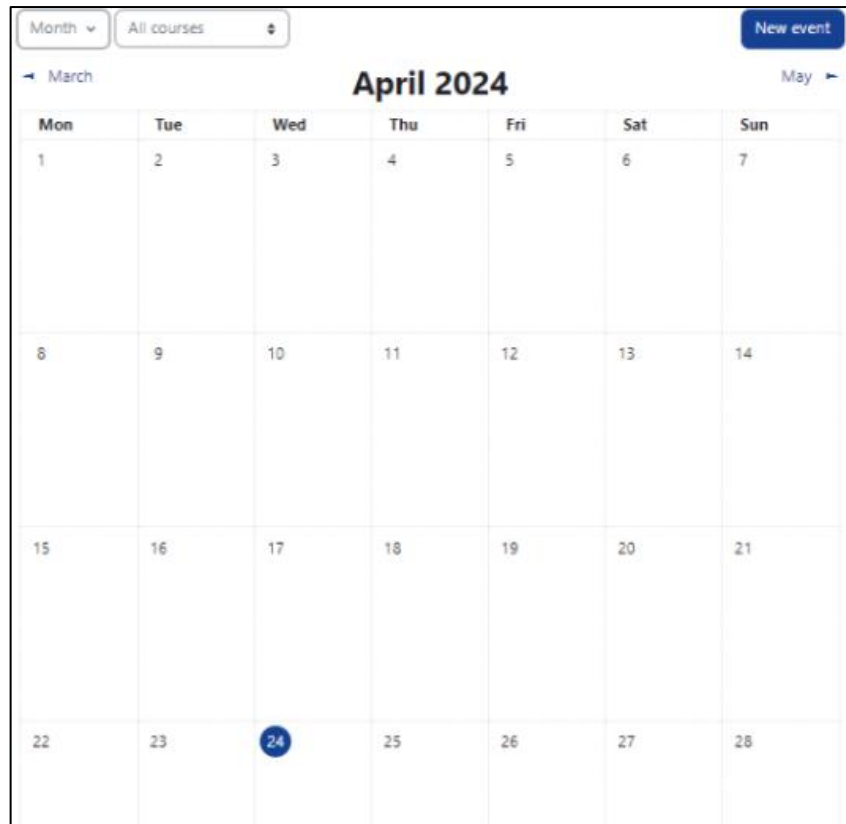 Month All courses New event
March April 2024 May
Mon Tue Wed Thu Fri Sat Sun
1 2 3 4 5 6 7
8 9 10 11 12 13 14
15 16 17 18 19 20 21
22 23 24 25 26 27 28